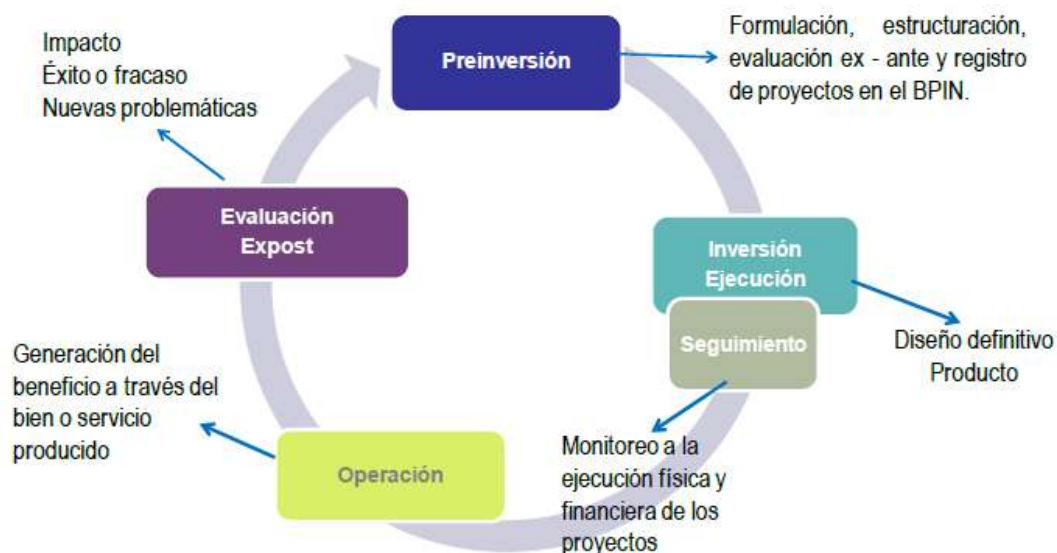 Impacto
Éxito o fracaso
Nuevas problemáticas
Preinversión
Formulación, estructuración,
evaluación ex - ante y registro
de proyectos en el BPIN.
Evaluación
Expost
Inversión
Ejecución
Seguimiento
Diseño definitivo
Producto
Generación del
beneficio a través del
bien o servicio
producido
Operación
Monitoreo a la
ejecución física y
financiera de los
proyectos